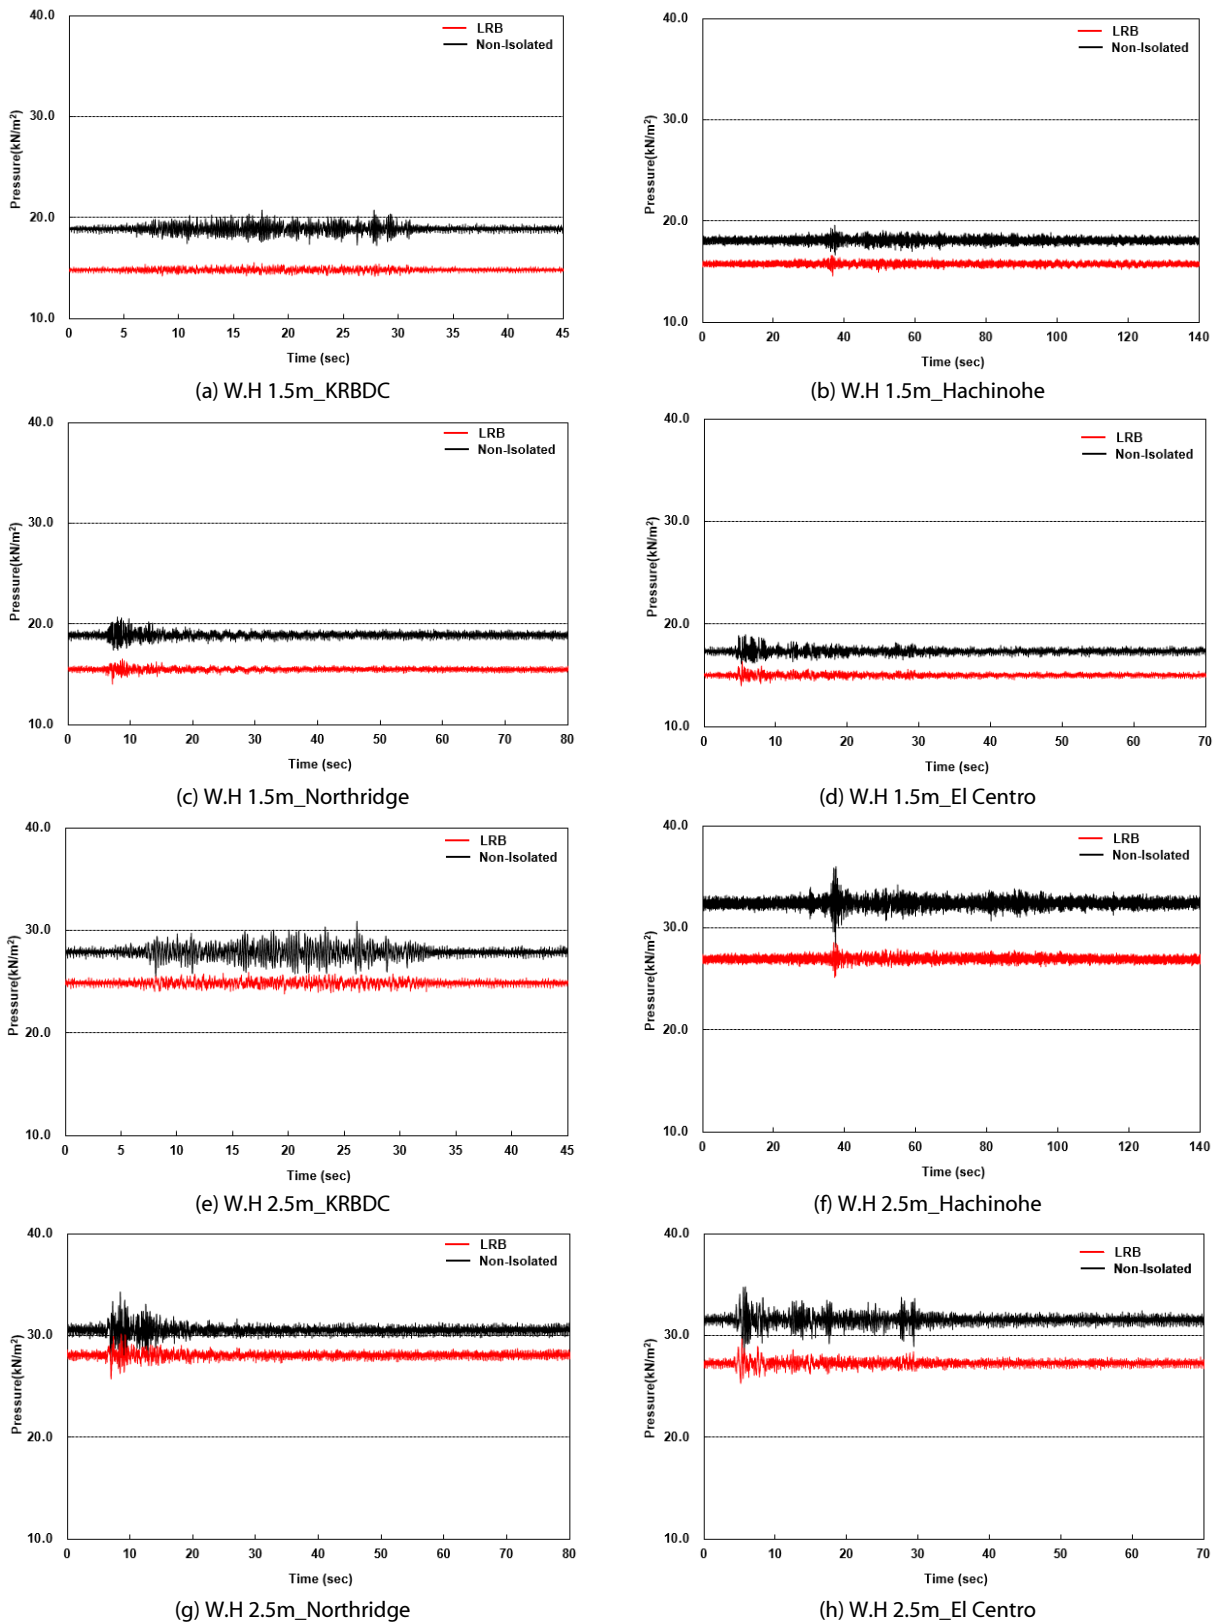 40.0
30.0
20.0
10.0
Pressure(kN/m²)
LRB
Non-Isolated
0 5 10 15 20 25 30 35 40 45
Time (sec)
(a) W.H 1.5m_KRBDC
40.0
30.0
20.0
10.0
Pressure(kN/m²)
LRB
Non-Isolated
0 20 40 60 80 100 120 140
Time (sec)
(b) W.H 1.5m_Hachinohe
40.0
30.0
20.0
10.0
Pressure(kN/m²)
LRB
Non-Isolated
0 10 20 30 40 50 60 70 80
Time (sec)
(c) W.H 1.5m_Northridge
40.0
30.0
20.0
10.0
Pressure(kN/m²)
LRB
Non-Isolated
0 10 20 30 40 50 60 70
Time (sec)
(d) W.H 1.5m_El Centro
40.0
30.0
20.0
10.0
Pressure(kN/m²)
LRB
Non-Isolated
0 5 10 15 20 25 30 35 40 45
Time (sec)
(e) W.H 2.5m_KRBDC
40.0
30.0
20.0
10.0
Pressure(kN/m²)
LRB
Non-Isolated
0 20 40 60 80 100 120 140
Time (sec)
(f) W.H 2.5m_Hachinohe
40.0
30.0
20.0
10.0
Pressure(kN/m²)
LRB
Non-Isolated
0 10 20 30 40 50 60 70 80
Time (sec)
(g) W.H 2.5m_Northridge
40.0
30.0
20.0
10.0
Pressure(kN/m²)
LRB
Non-Isolated
0 10 20 30 40 50 60 70
Time (sec)
(h) W.H 2.5m_El Centro